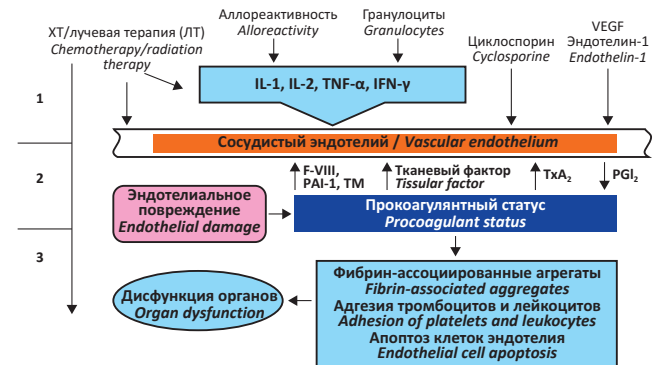 ХТ/лучевая терапия (ЛТ)
Chemotherapy/radiation
therapy
Аллореактивность
Alloreactivity
Гранулоциты
Granulocytes
Циклоспорин
Cyclosporine
VEGF
Эндотелин-1
Endothelin-1
IL-1, IL-2, TNF-α, IFN-γ
1
Сосудистый эндотелий / Vascular endothelium
2
F-VIII,
PAI-1, TM
Тканевый фактор
Tissular factor
TxA₂
PGI₂
Эндотелиальное
повреждение
Endothelial damage
Прокоагулянтный статус
Procoagulant status
3
Дисфункция органов
Organ dysfunction
Фибрин-ассоциированные агрегаты
Fibrin-associated aggregates
Адгезия тромбоцитов и лейкоцитов
Adhesion of platelets and leukocytes
Апоптоз клеток эндотелия
Endothelial cell apoptosis